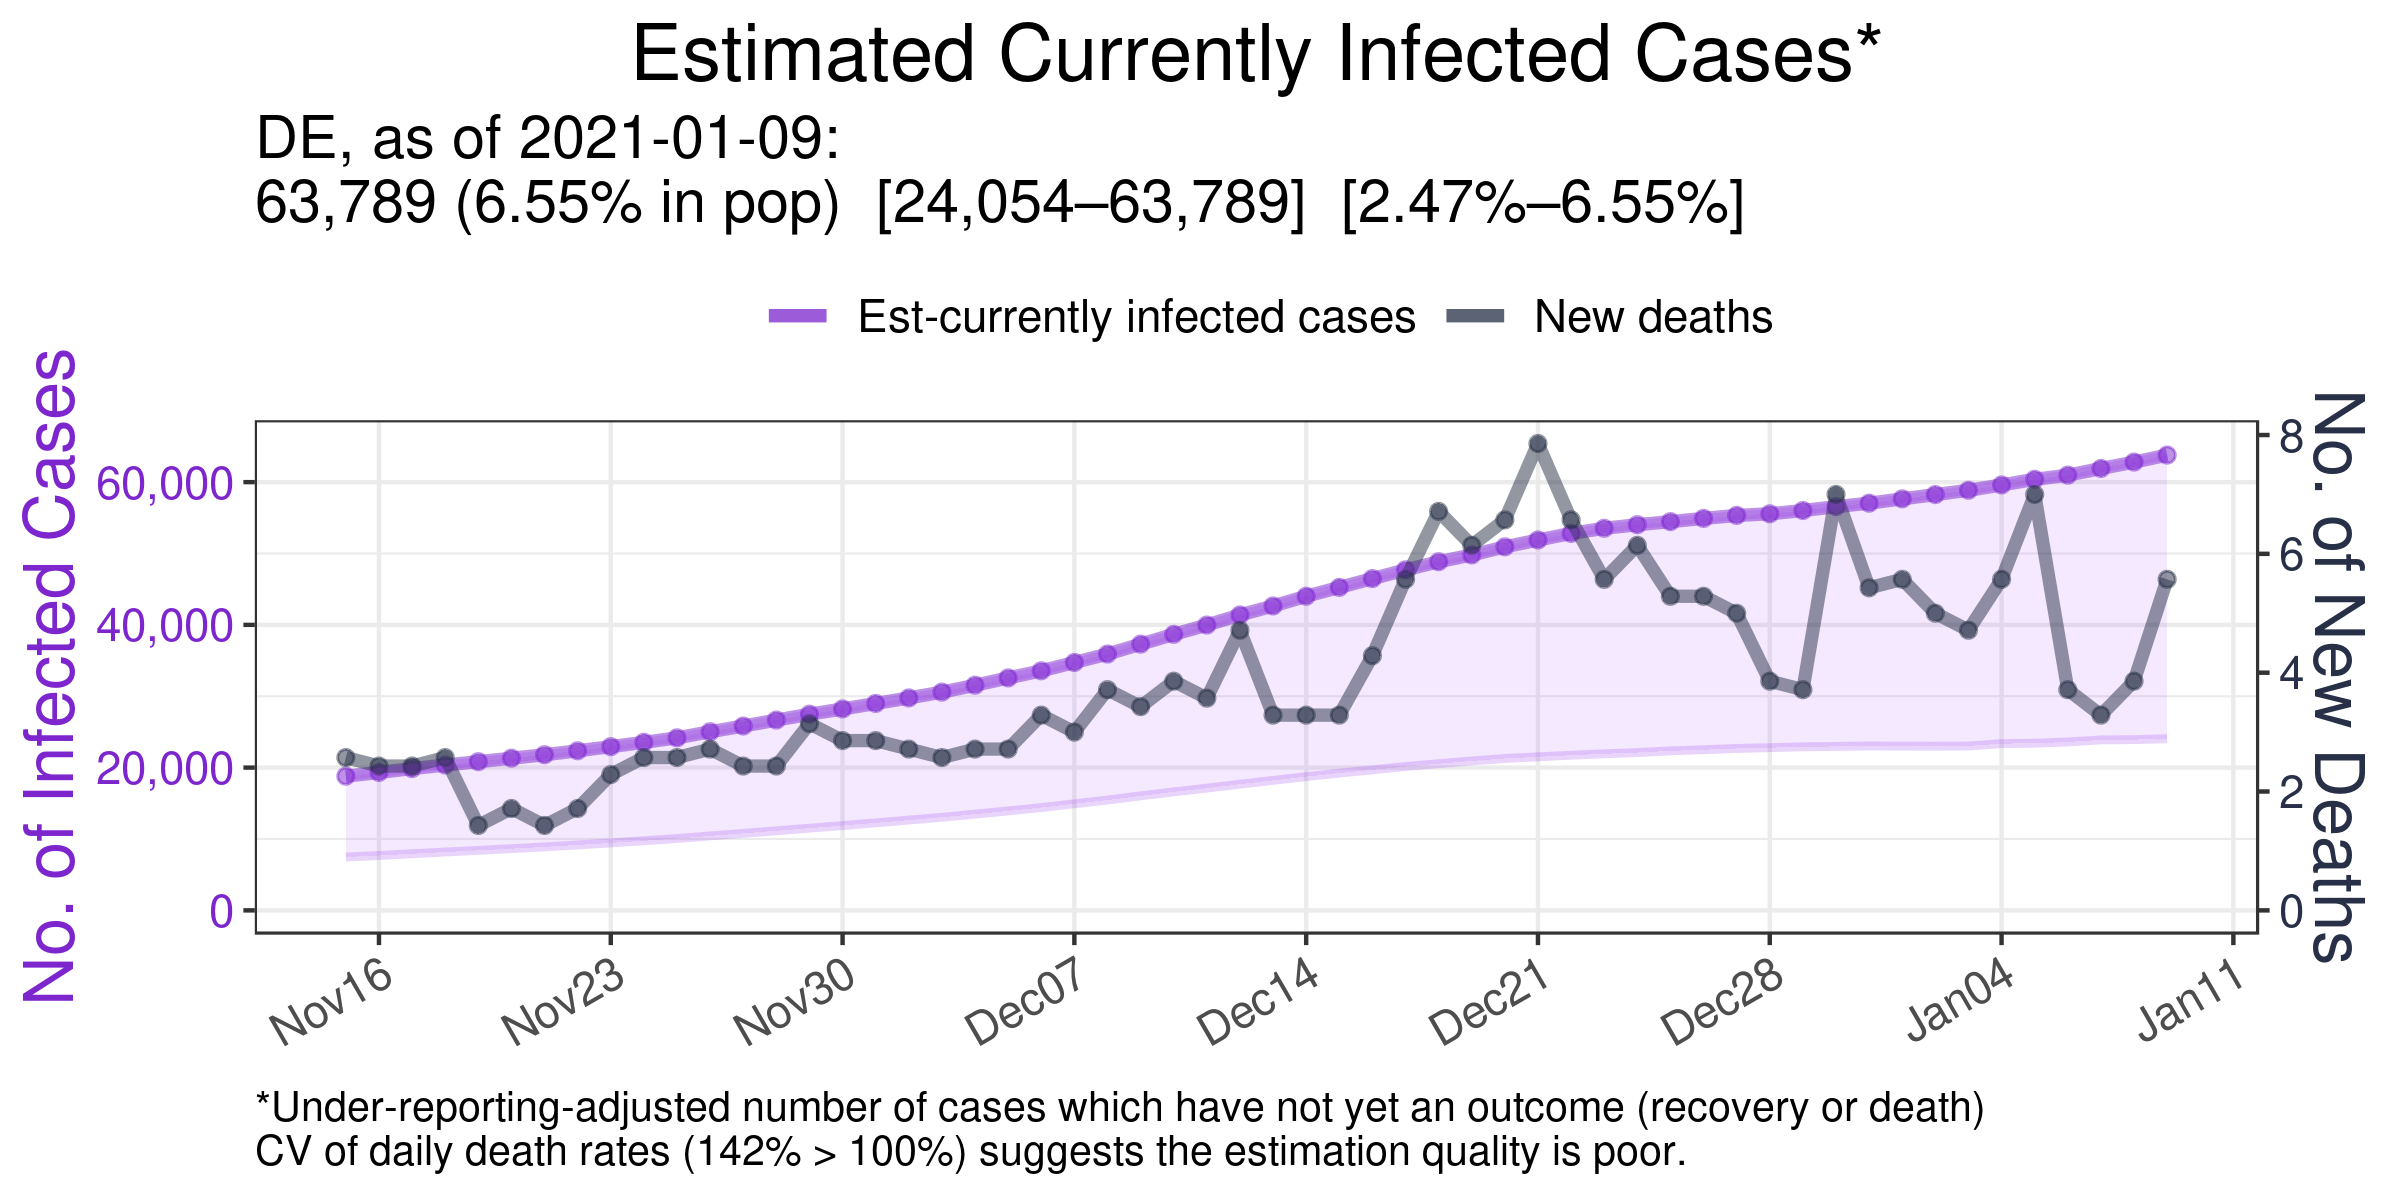 Estimated Currently Infected Cases*
DE, as of 2021-01-09:
63,789 (6.55% in pop)  [24,054–63,789]  [2.47%–6.55%]
Est-currently infected cases
New deaths
No. of Infected Cases
60,000
40,000
20,000
0
8
6
4
2
0
No. of New Deaths
Nov16
Nov23
Nov30
Dec07
Dec14
Dec21
Dec28
Jan04
Jan11
*Under-reporting-adjusted number of cases which have not yet an outcome (recovery or death)
CV of daily death rates (142% > 100%) suggests the estimation quality is poor.